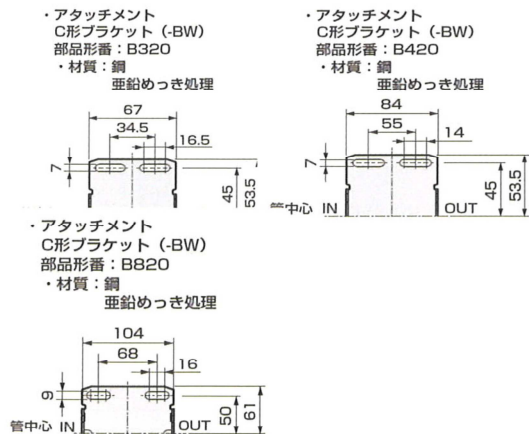 ・アタッチメント
C形ブラケット（-BW）
部品形番：B320
・材質：鋼
亜鉛めっき処理
67
34.5
16.5
7
45
53.5
・アタッチメント
C形ブラケット（-BW）
部品形番：B420
・材質：鋼
亜鉛めっき処理
84
55
14
7
45
53.5
管中心 IN OUT
・アタッチメント
C形ブラケット（-BW）
部品形番：B820
・材質：鋼
亜鉛めっき処理
104
68
16
9
50
61
管中心 IN OUT